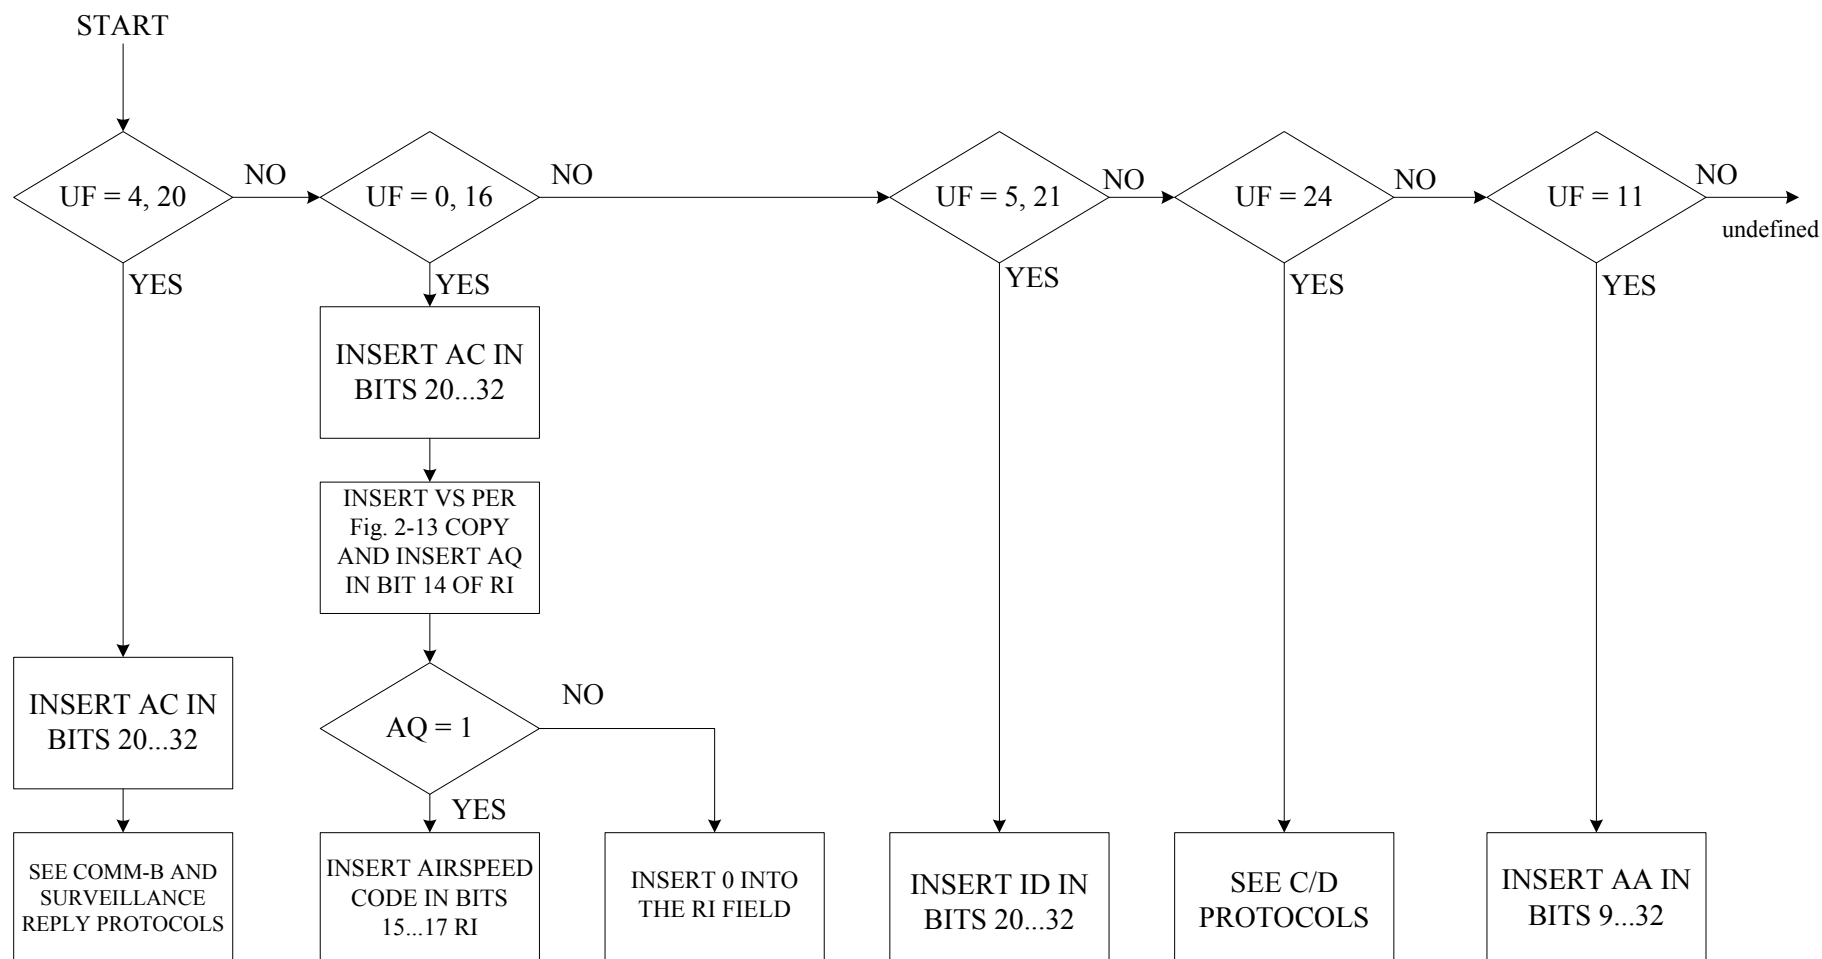 START
UF = 4, 20
NO
UF = 0, 16
NO
UF = 5, 21
NO
UF = 24
NO
UF = 11
NO
undefined
YES
YES
YES
YES
YES
INSERT AC IN
BITS 20...32
INSERT VS PER
Fig. 2-13 COPY
AND INSERT AQ
IN BIT 14 OF RI
INSERT AC IN
BITS 20...32
AQ = 1
NO
YES
SEE COMM-B AND
SURVEILLANCE
REPLY PROTOCOLS
INSERT AIRSPEED
CODE IN BITS
15...17 RI
INSERT 0 INTO
THE RI FIELD
INSERT ID IN
BITS 20...32
SEE C/D
PROTOCOLS
INSERT AA IN
BITS 9...32